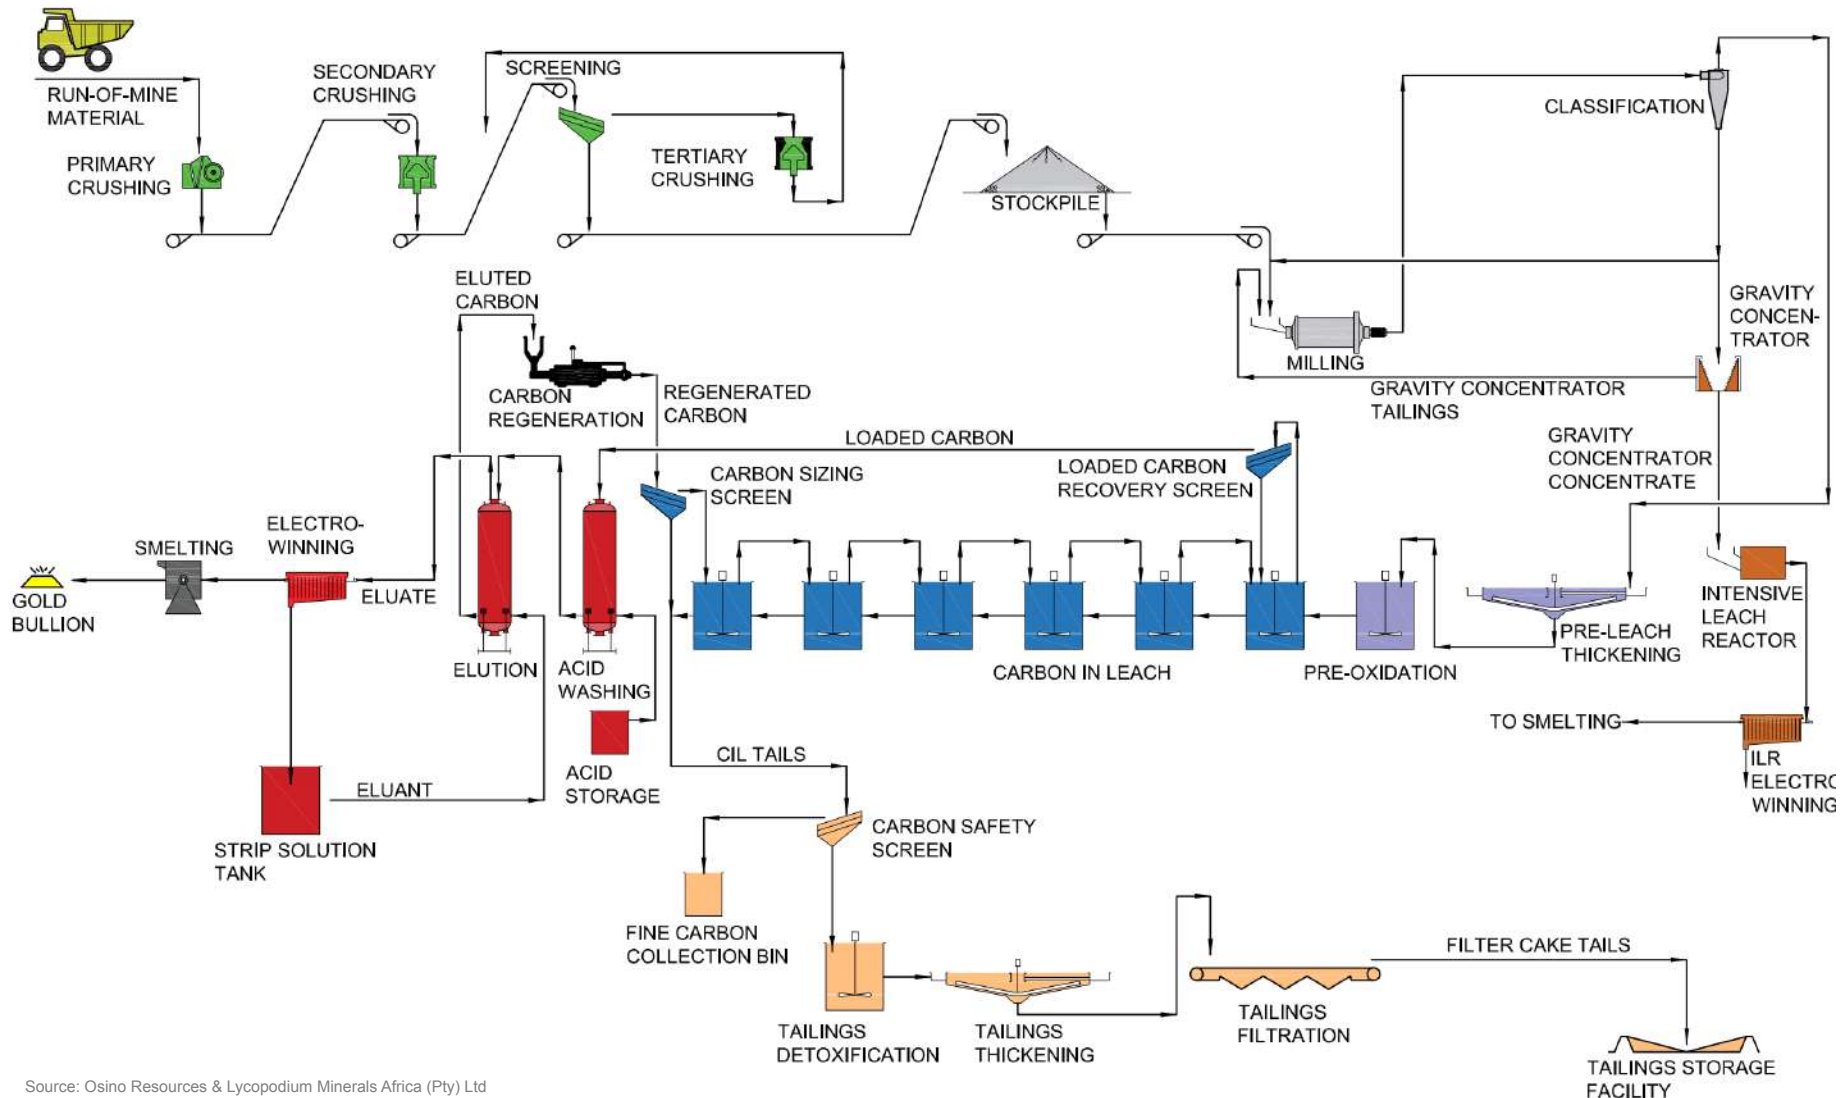 RUN-OF-MINE
MATERIAL
PRIMARY
CRUSHING
SECONDARY
CRUSHING
SCREENING
TERTIARY
CRUSHING
STOCKPILE
CLASSIFICATION
MILLING
GRAVITY
CONCEN-
TRATOR
GRAVITY CONCENTRATOR
TAILINGS
GRAVITY
CONCENTRATOR
CONCENTRATE
ELUTED
CARBON
CARBON
REGENERATION
REGENERATED
CARBON
LOADED CARBON
CARBON SIZING
SCREEN
LOADED CARBON
RECOVERY SCREEN
ELECTRO-
WINNING
SMELTING
GOLD
BULLION
ELUATE
ELUTION
ACID
WASHING
CARBON IN LEACH
PRE-OXIDATION
PRE-LEACH
THICKENING
INTENSIVE
LEACH
REACTOR
TO SMELTING
ILR
ELECTRO
WINNING
ACID
STORAGE
CIL TAILS
ELUANT
STRIP SOLUTION
TANK
CARBON SAFETY
SCREEN
FINE CARBON
COLLECTION BIN
TAILINGS
DETOXIFICATION
TAILINGS
THICKENING
TAILINGS
FILTRATION
FILTER CAKE TAILS
TAILINGS STORAGE
FACILITY
Source: Osino Resources & Lycopodium Minerals Africa (Pty) Ltd